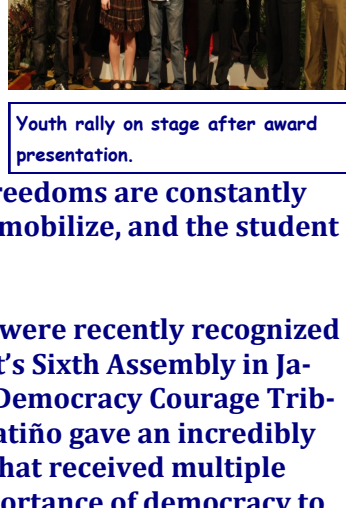 Youth rally on stage after award
presentation.
reedoms are constantly
mobilize, and the student
were recently recognized
t's Sixth Assembly in Ja-
Democracy Courage Trib-
atiño gave an incredibly
hat received multiple
ortance of democracy to